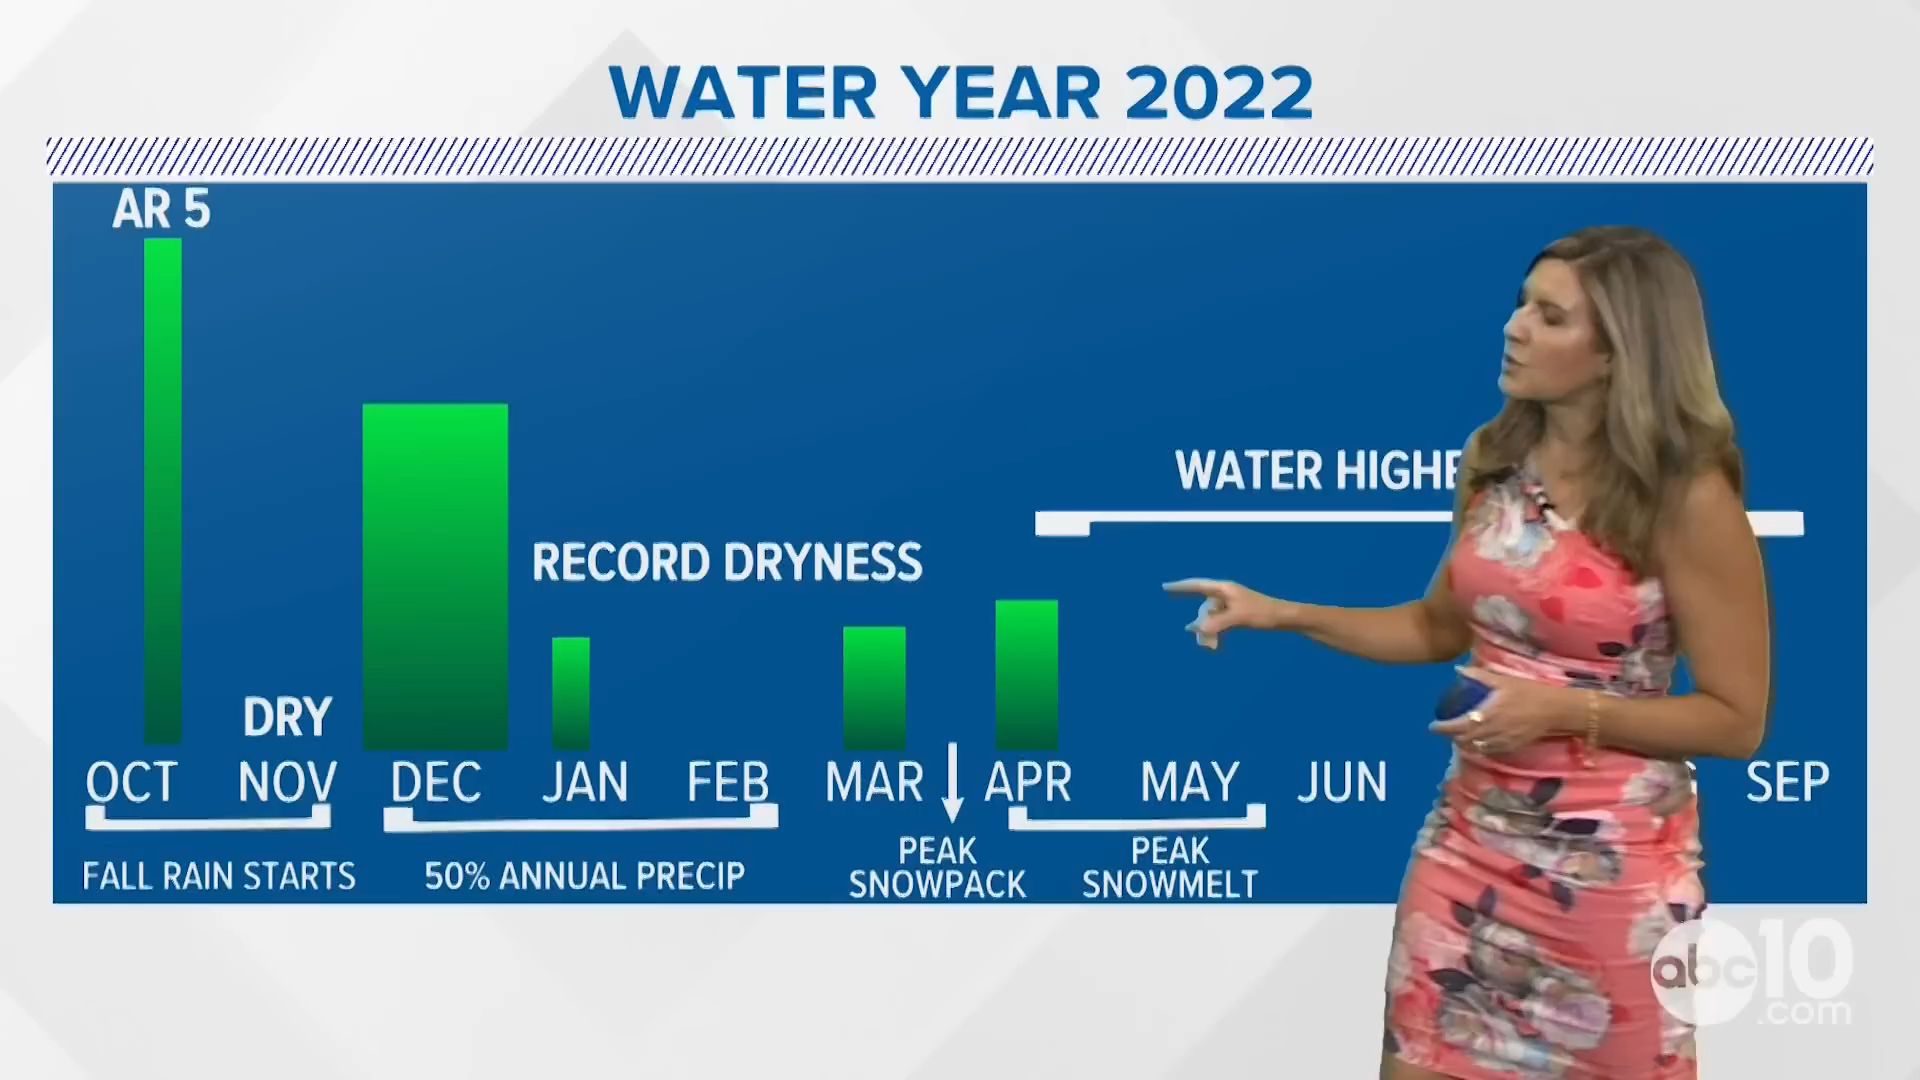 WATER YEAR 2022
AR 5
WATER HIGHE
RECORD DRYNESS
DRY
OCT NOV DEC JAN FEB MAR APR MAY JUN SEP
FALL RAIN STARTS
50% ANNUAL PRECIP
PEAK
SNOWPACK
PEAK
SNOWMELT
abc10
.com